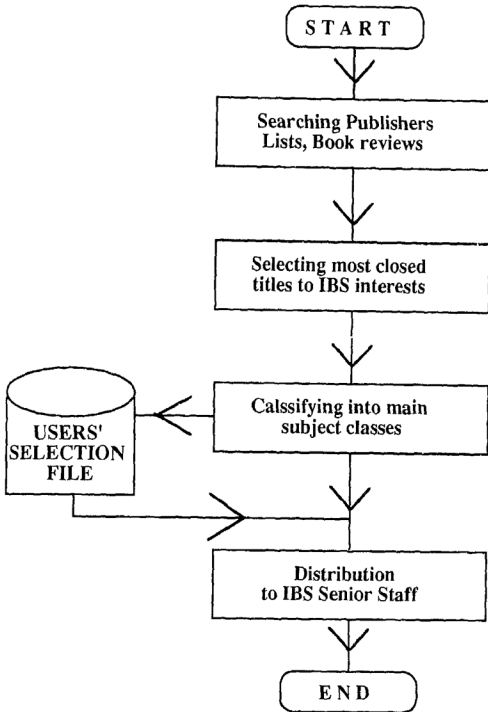 START
Searching Publishers
Lists, Book reviews
Selecting most closed
titles to IBS interests
Calssifying into main
subject classes
USERS'
SELECTION
FILE
Distribution
to IBS Senior Staff
END